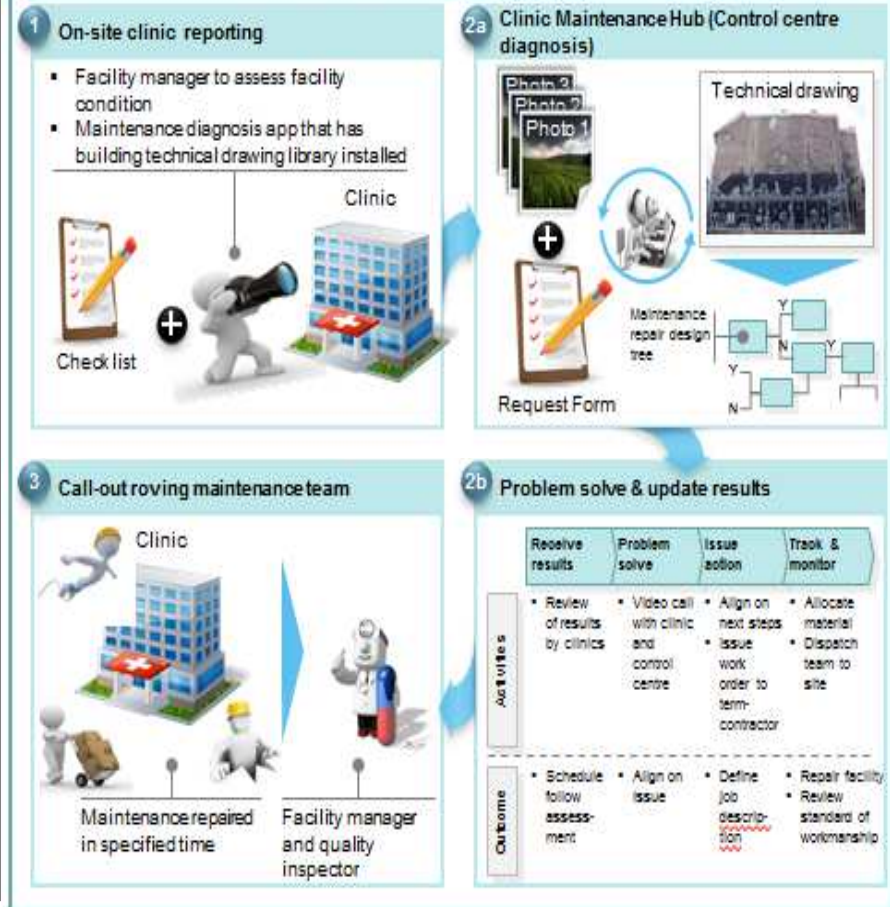 1
On-site clinic reporting
▪ Facility manager to assess facility
condition
▪ Maintenance diagnosis app that has
building technical drawing library installed
Clinic
Check list
2a
Clinic Maintenance Hub (Control centre
diagnosis)
Photo 3
Photo 2
Photo 1
Technical drawing
Request Form
Maintenance
repair design
tree
Y
N
Y
Y
N
2b
Problem solve & update results
Receive
results
Problem
solve
Issue
action
Track &
monitor
Activities
▪ Review
of results
by clinics
▪ Video call
with clinic
and
control
centre
▪ Align on
next steps
▪ Issue
work
order to
term-
contractor
▪ Allocate
material
▪ Dispatch
team to
site
Outcome
▪ Schedule
follow
assess-
ment
▪ Align on
issue
▪ Define
job
descrip-
tion
▪ Repair facility
▪ Review
standard of
workmanship
3
Call-out roving maintenance team
Clinic
Maintenance repaired
in specified time
Facility manager
and quality
inspector